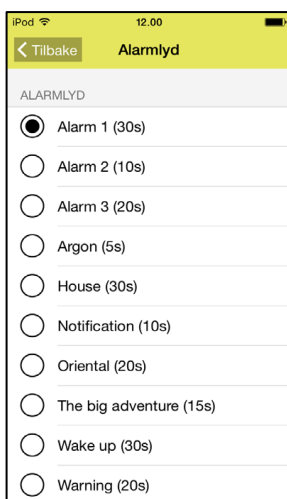 iPod 12.00
Tilbake Alarmlyd
ALARMLYD
Alarm 1 (30s)
Alarm 2 (10s)
Alarm 3 (20s)
Argon (5s)
House (30s)
Notification (10s)
Oriental (20s)
The big adventure (15s)
Wake up (30s)
Warning (20s)